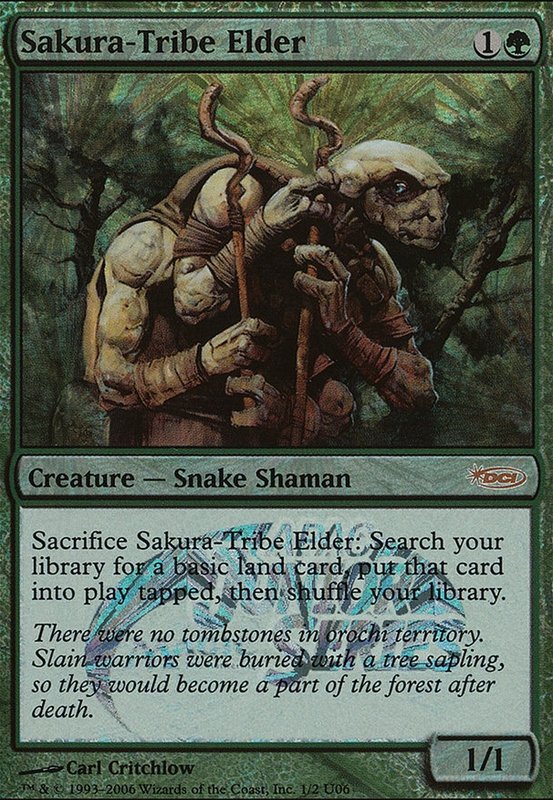 Sakura-Tribe Elder 1
Creature — Snake Shaman
DCI
Sacrifice Sakura-Tribe Elder: Search your
library for a basic land card, put that card
into play tapped, then shuffle your library.
There were no tombstones in orochi territory.
Slain warriors were buried with a tree sapling,
so they would become a part of the forest after
death.
1/1
Carl Critchlow
™ & © 1993–2006 Wizards of the Coast, Inc. 1/2 U06